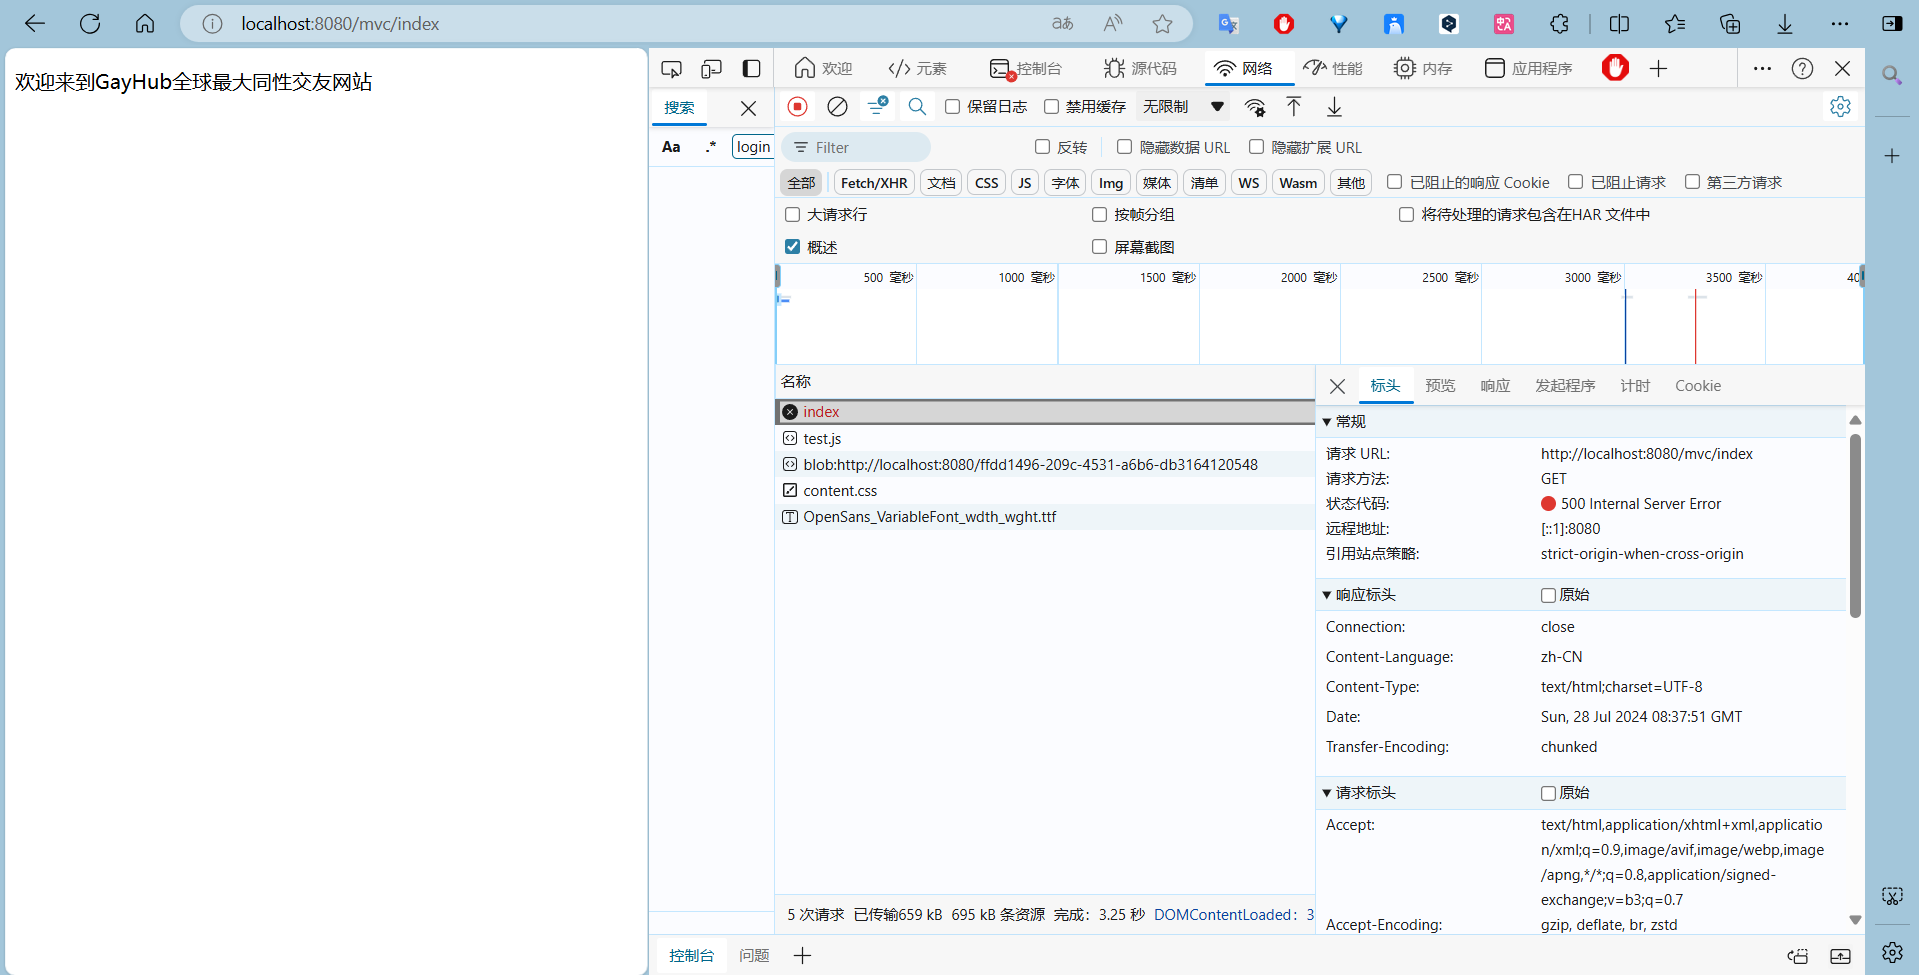 localhost:8080/mvc/index
欢迎来到GayHub全球最大同性交友网站
欢迎
元素
控制台
源代码
网络
性能
内存
应用程序
搜索
保留日志
禁用缓存
无限制
Aa
.*
login
Filter
反转
隐藏数据 URL
隐藏扩展 URL
全部
Fetch/XHR
文档
CSS
JS
字体
Img
媒体
清单
WS
Wasm
其他
已阻止的响应 Cookie
已阻止请求
第三方请求
大请求行
按帧分组
将待处理的请求包含在HAR 文件中
概述
屏幕截图
500 毫秒
1000 毫秒
1500 毫秒
2000 毫秒
2500 毫秒
3000 毫秒
3500 毫秒
40
名称
index
test.js
blob:http://localhost:8080/ffdd1496-209c-4531-a6b6-db3164120548
content.css
OpenSans_VariableFont_wdth_wght.ttf
标头
预览
响应
发起程序
计时
Cookie
常规
请求 URL:
http://localhost:8080/mvc/index
请求方法:
GET
状态代码:
500 Internal Server Error
远程地址:
[::1]:8080
引用站点策略:
strict-origin-when-cross-origin
响应标头
原始
Connection:
close
Content-Language:
zh-CN
Content-Type:
text/html;charset=UTF-8
Date:
Sun, 28 Jul 2024 08:37:51 GMT
Transfer-Encoding:
chunked
请求标头
原始
Accept:
text/html,application/xhtml+xml,applicatio
n/xml;q=0.9,image/avif,image/webp,image
/apng,*/*;q=0.8,application/signed-
exchange;v=b3;q=0.7
Accept-Encoding:
gzip, deflate, br, zstd
5 次请求 已传输659 kB 695 kB 条资源 完成：3.25 秒 DOMContentLoaded：3
控制台
问题